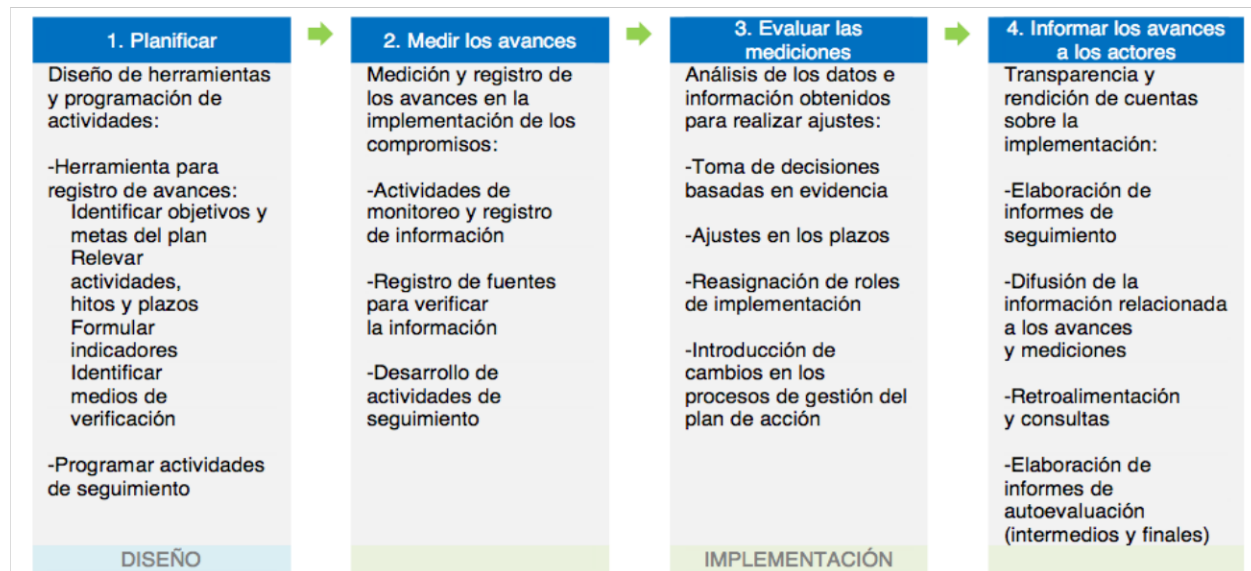 1. Planificar
Diseño de herramientas
y programación de
actividades:
-Herramienta para
registro de avances:
Identificar objetivos y
metas del plan
Relevar
actividades,
hitos y plazos
Formular
indicadores
Identificar
medios de
verificación
-Programar actividades
de seguimiento
DISEÑO
2. Medir los avances
Medición y registro de
los avances en la
implementación de los
compromisos:
-Actividades de
monitoreo y registro
de información
-Registro de fuentes
para verificar
la información
-Desarrollo de
actividades de
seguimiento
3. Evaluar las
mediciones
Análisis de los datos e
información obtenidos
para realizar ajustes:
-Toma de decisiones
basadas en evidencia
-Ajustes en los plazos
-Reasignación de roles
de implementación
-Introducción de
cambios en los
procesos de gestión del
plan de acción
IMPLEMENTACIÓN
4. Informar los avances
a los actores
Transparencia y
rendición de cuentas
sobre la
implementación:
-Elaboración de
informes de
seguimiento
-Difusión de la
información relacionada
a los avances
y mediciones
-Retroalimentación
y consultas
-Elaboración de
informes de
autoevaluación
(intermedios y finales)